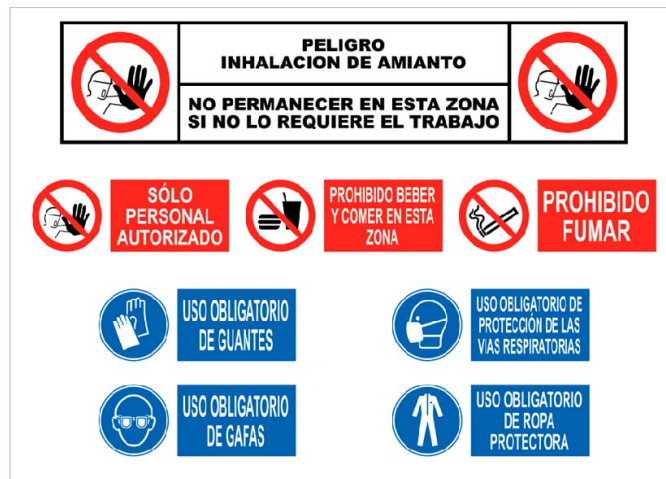 PELIGRO
INHALACION DE AMIANTO
NO PERMANECER EN ESTA ZONA
SI NO LO REQUIERE EL TRABAJO
SÓLO
PERSONAL
AUTORIZADO
PROHIBIDO BEBER
Y COMER EN ESTA
ZONA
PROHIBIDO
FUMAR
USO OBLIGATORIO
DE GUANTES
USO OBLIGATORIO DE
PROTECCIÓN DE LAS
VIAS RESPIRATORIAS
USO OBLIGATORIO
DE GAFAS
USO OBLIGATORIO
DE ROPA
PROTECTORA